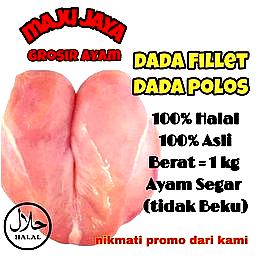 MAJU JAYA
GROSIR AYAM
DADA FILLET
DADA POLOS
100% Halal
100% Asli
Berat = 1 kg
Ayam Segar
(tidak Beku)
حلال
HALAL
nikmati promo dari kami